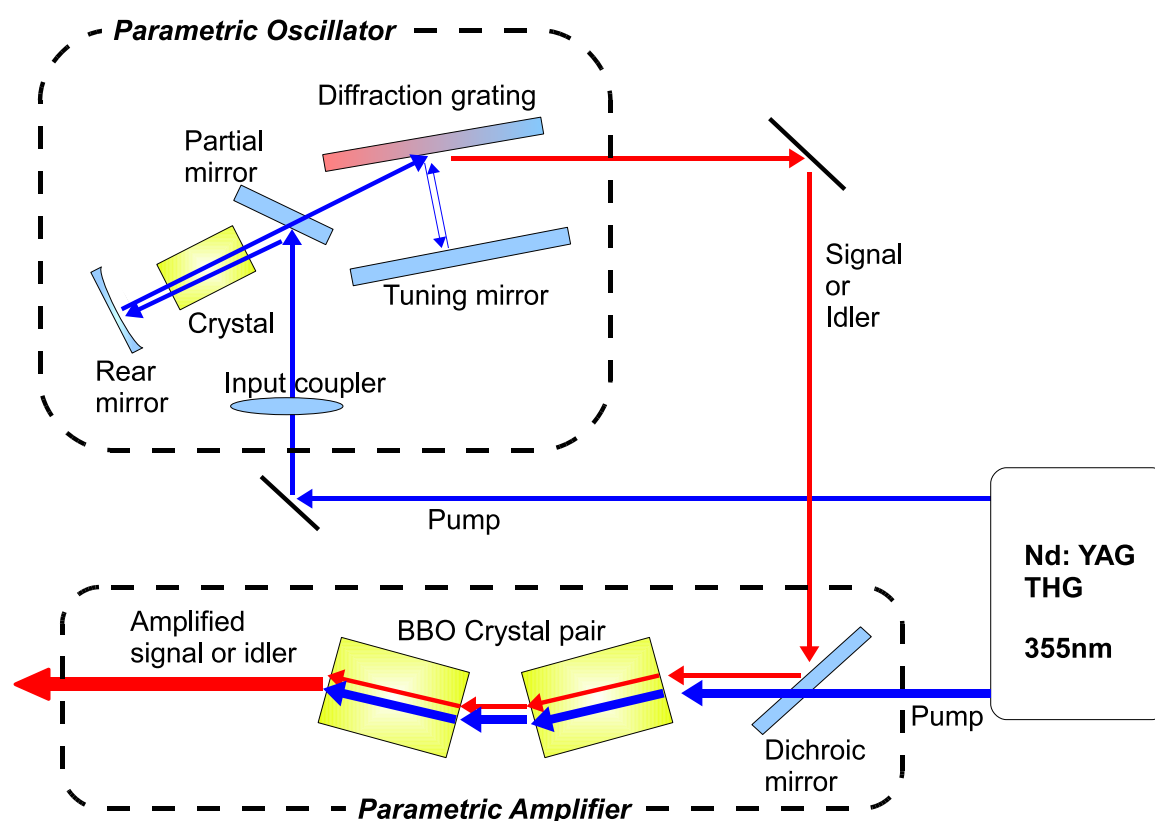 Parametric Oscillator
Diffraction grating
Partial
mirror
Tuning mirror
Crystal
Rear
mirror
Input coupler
Signal
or
Idler
Pump
Nd: YAG
THG
355nm
Amplified
signal or idler
BBO Crystal pair
Pump
Dichroic
mirror
Parametric Amplifier